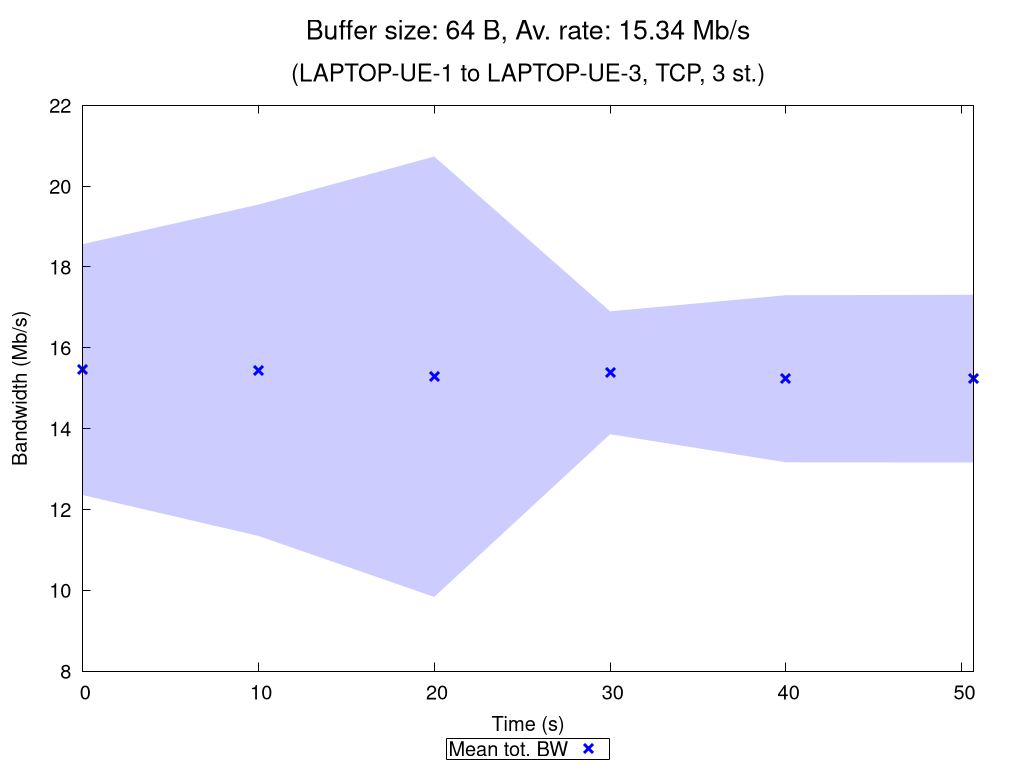 Buffer size: 64 B, Av. rate: 15.34 Mb/s
(LAPTOP-UE-1 to LAPTOP-UE-3, TCP, 3 st.)
22
20
18
16
14
12
10
8
Bandwidth (Mb/s)
0 10 20 30 40 50
Time (s)
Mean tot. BW